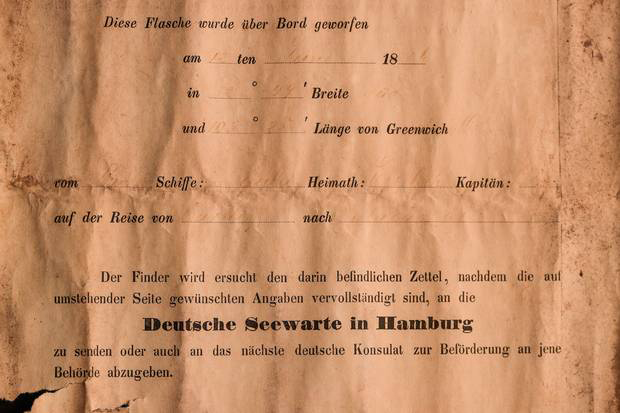 Diese Flasche wurde über Bord geworfen
am ten 18
in ° ' Breite
und ° ' Länge von Greenwich
vom Schiffe: Heimath: Kapitän:
auf der Reise von nach
Der Finder wird ersucht den darin befindlichen Zettel, nachdem die auf
umstehender Seite gewünschten Angaben vervollständigt sind, an die
Deutsche Seewarte in Hamburg
zu senden oder auch an das nächste deutsche Konsulat zur Beförderung an jene
Behörde abzugeben.